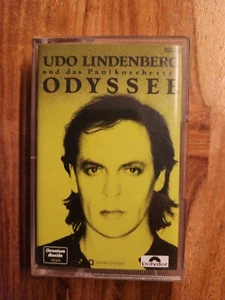 UDO LINDENBERG
und das Panikorchester
ODYSSEE
Chromium
dioxide
polydor